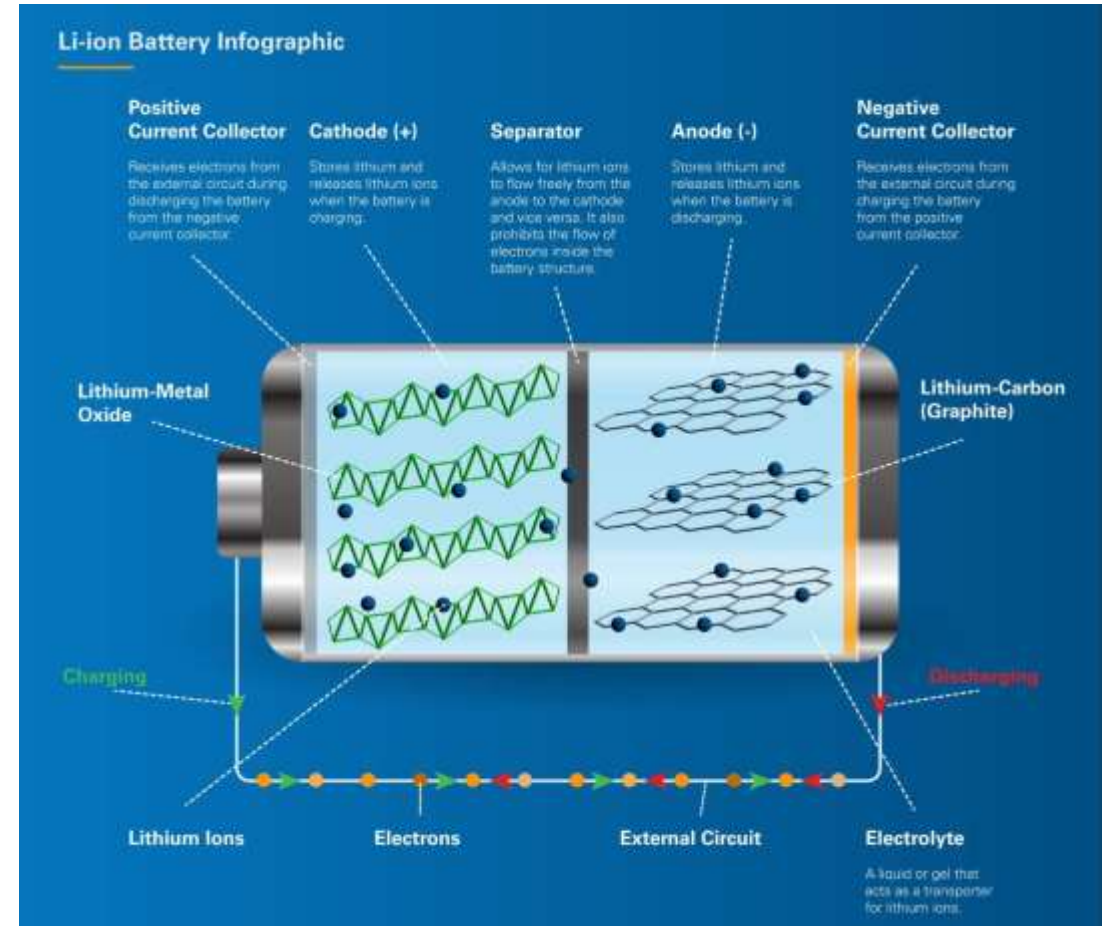 Li-ion Battery Infographic
Positive
Current Collector
Receives electrons from
the external circuit during
discharging the battery
from the negative
current collector.
Cathode (+)
Stores lithium and
releases lithium ions
when the battery is
charging.
Separator
Allows for lithium ions
to flow freely from the
anode to the cathode
and vice versa. It also
prohibits the flow of
electrons inside the
battery structure.
Anode (-)
Stores lithium and
releases lithium ions
when the battery is
discharging.
Negative
Current Collector
Receives electrons from
the external circuit during
charging the battery
from the positive
current collector.
Lithium-Metal
Oxide
Lithium-Carbon
(Graphite)
Charging
Discharging
Lithium Ions
Electrons
External Circuit
Electrolyte
A liquid or gel that
acts as a transporter
for lithium ions.